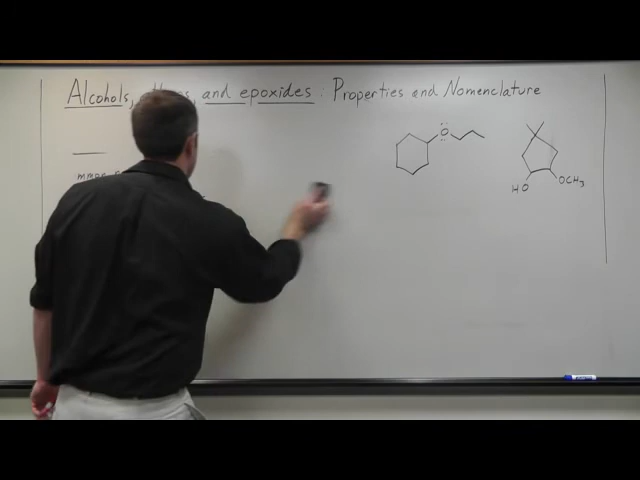 Alcohols, and epoxides : Properties and Nomenclature
O
HO OCH3